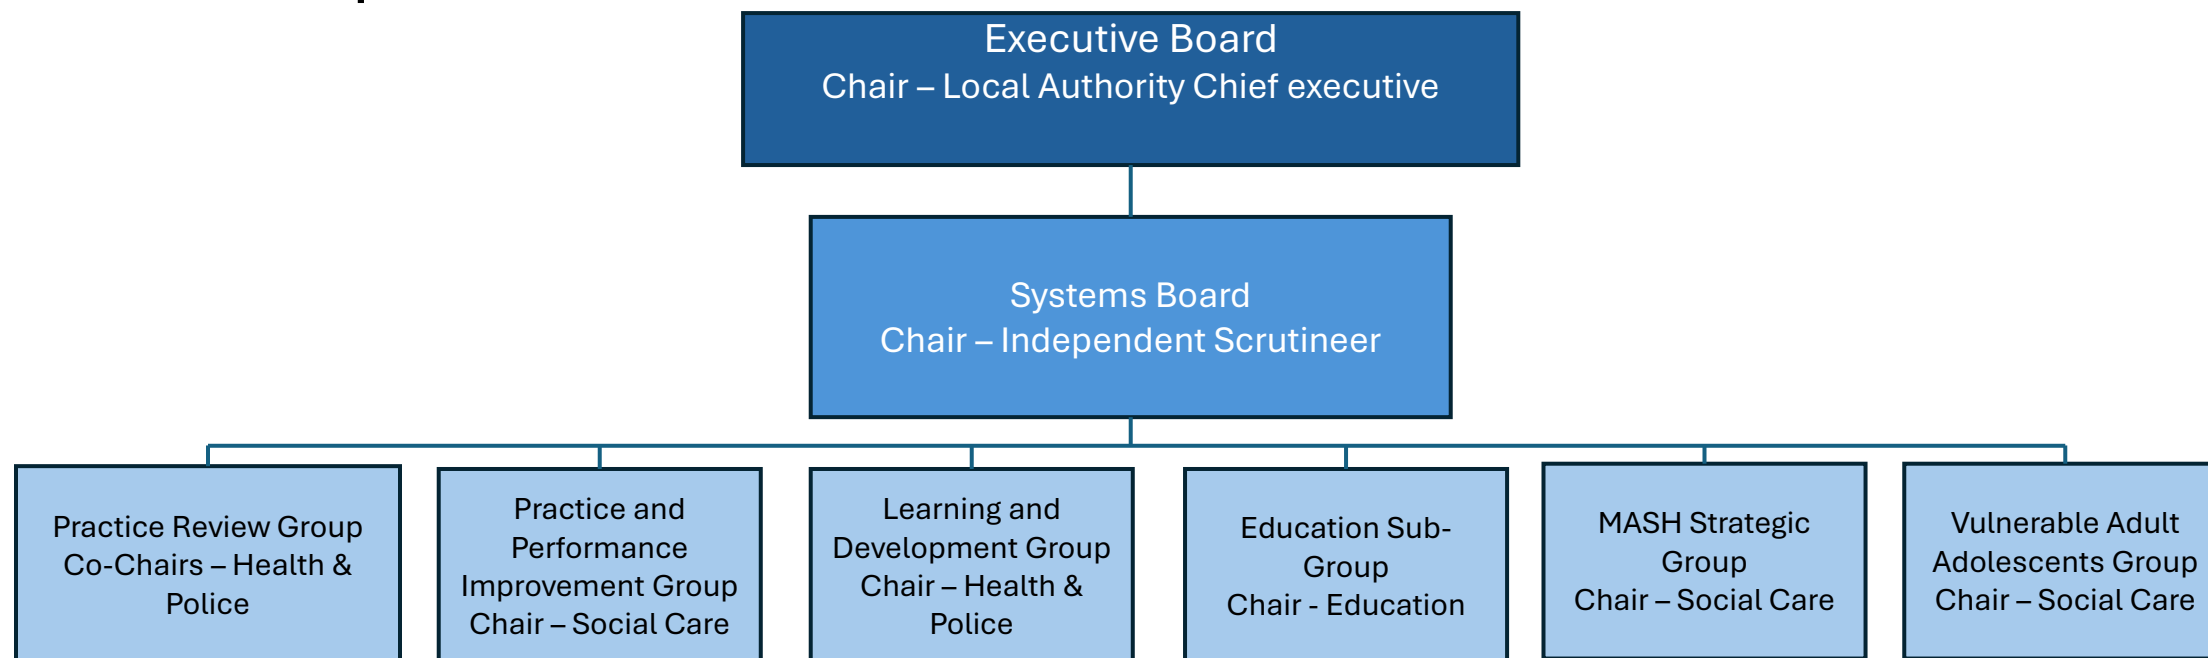 Executive Board
Chair – Local Authority Chief executive
Systems Board
Chair – Independent Scrutineer
Practice Review Group
Co-Chairs – Health &
Police
Practice and
Performance
Improvement Group
Chair – Social Care
Learning and
Development Group
Chair – Health &
Police
Education Sub-
Group
Chair - Education
MASH Strategic
Group
Chair – Social Care
Vulnerable Adult
Adolescents Group
Chair – Social Care